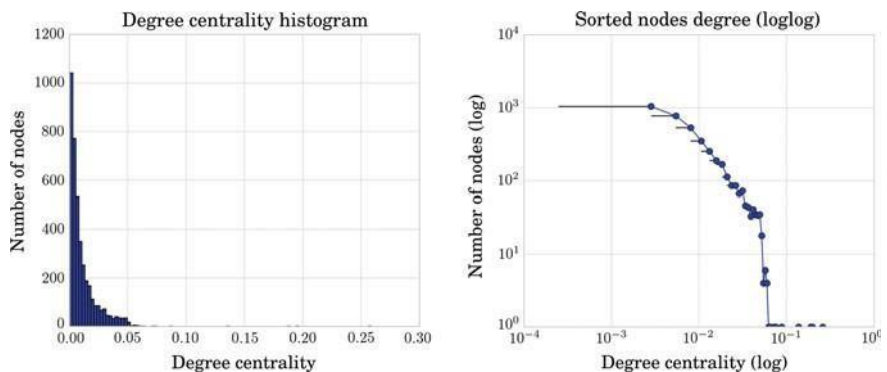 Degree centrality histogram
1200
1000
800
600
400
200
0
Number of nodes
0.00 0.05 0.10 0.15 0.20 0.25 0.30
Degree centrality
Sorted nodes degree (loglog)
10⁴
10³
10²
10¹
10⁰
Number of nodes (log)
10⁻⁴ 10⁻³ 10⁻² 10⁻¹ 10⁰
Degree centrality (log)